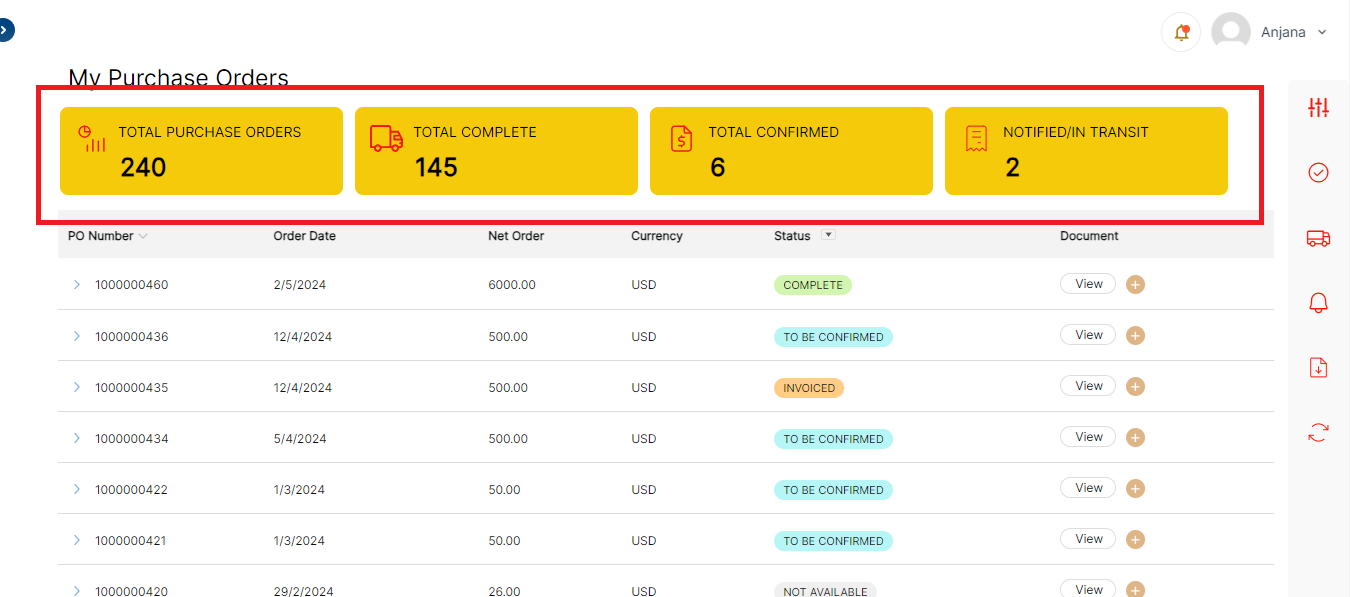 Anjana
My Purchase Orders
TOTAL PURCHASE ORDERS TOTAL COMPLETE TOTAL CONFIRMED NOTIFIED/IN TRANSIT
240 145 6 2
PO Number Order Date Net Order Currency Status Document
1000000460 2/5/2024 6000.00 USD COMPLETE View
1000000436 12/4/2024 500.00 USD TO BE CONFIRMED View
1000000435 12/4/2024 500.00 USD INVOICED View
1000000434 5/4/2024 500.00 USD TO BE CONFIRMED View
1000000422 1/3/2024 50.00 USD TO BE CONFIRMED View
1000000421 1/3/2024 50.00 USD TO BE CONFIRMED View
1000000420 29/2/2024 26.00 USD NOT AVAILABLE View